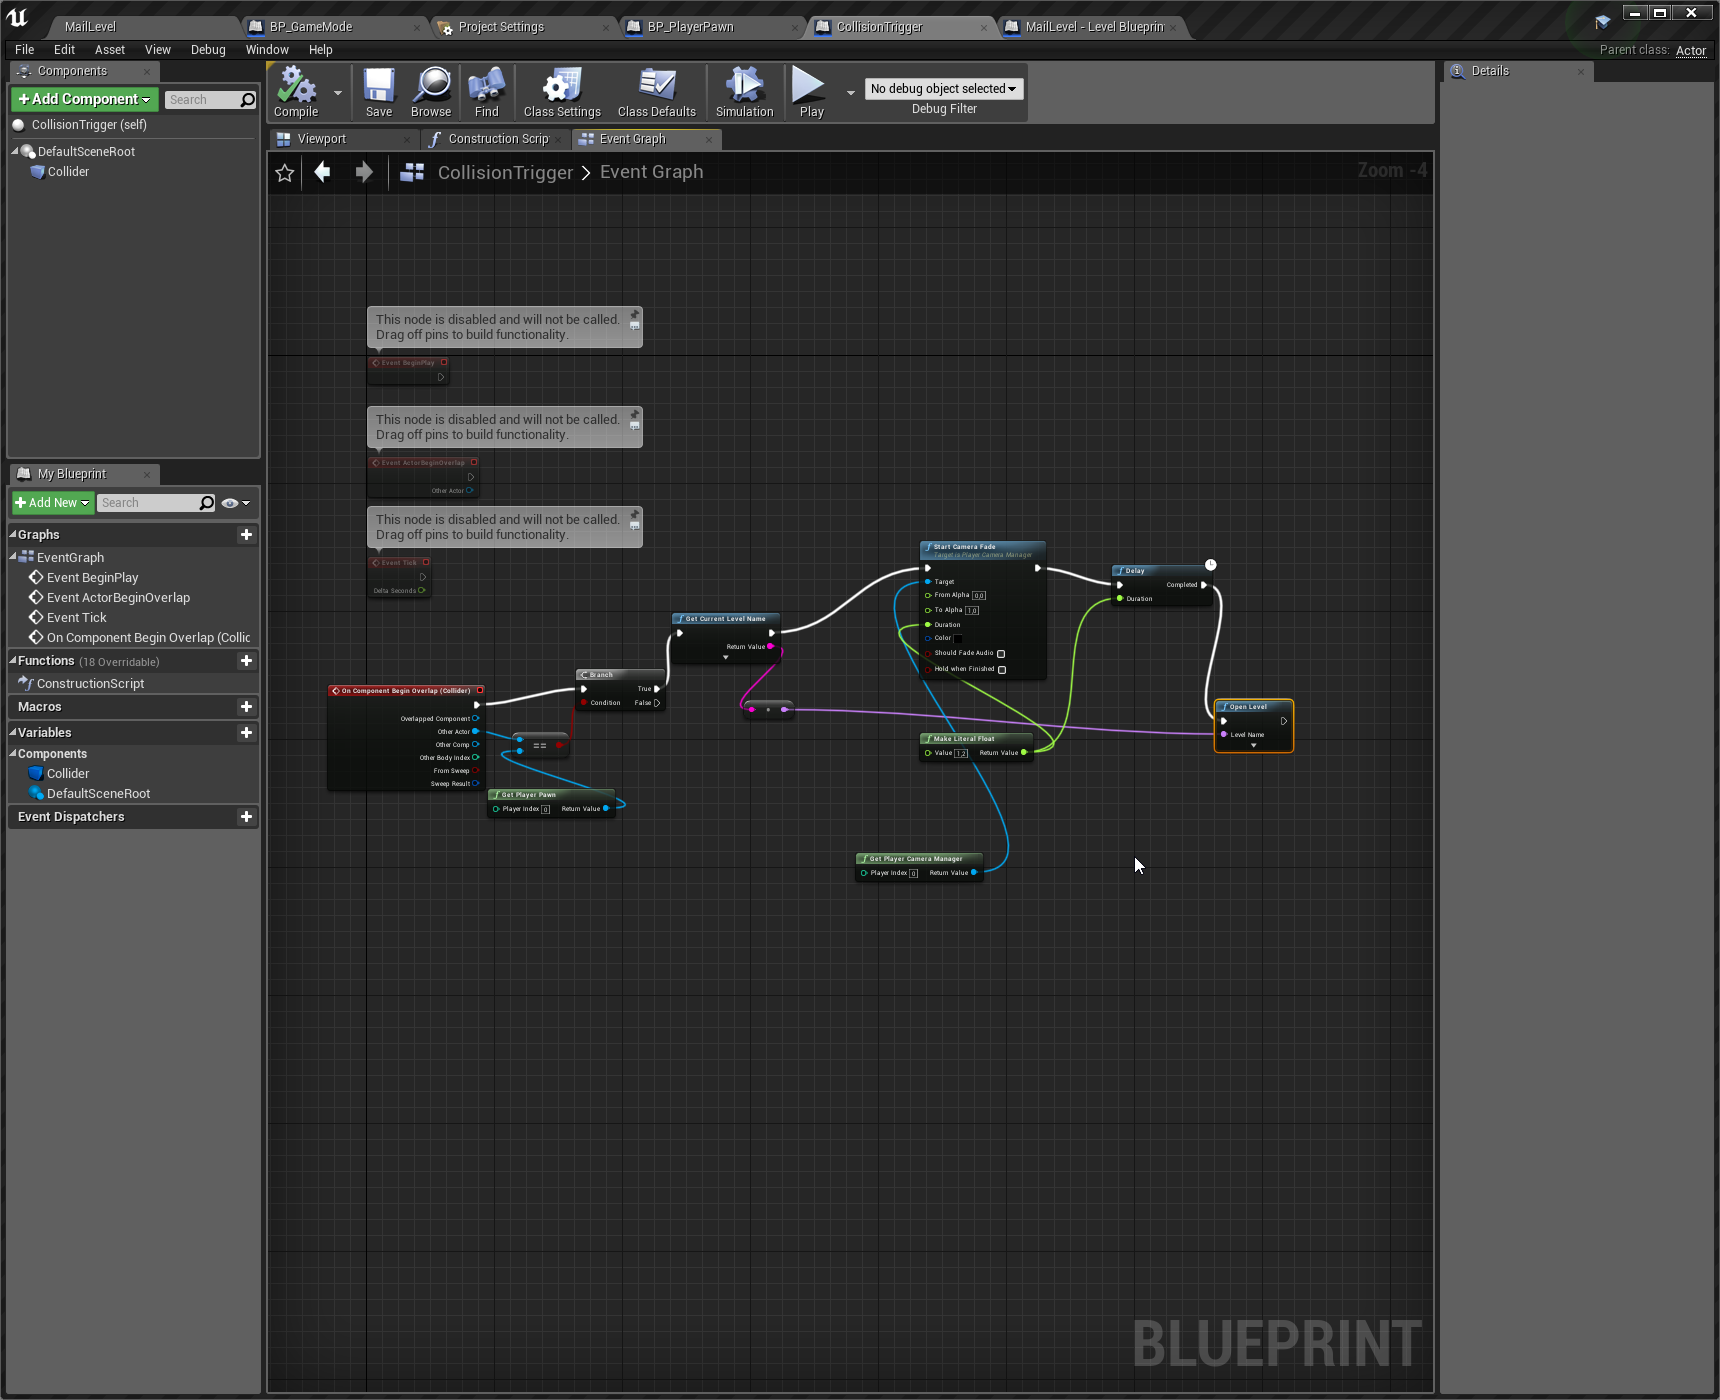 MailLevel
BP_GameMode
Project Settings
BP_PlayerPawn
CollisionTrigger
MailLevel - Level Blueprin
File Edit Asset View Debug Window Help
Parent class: Actor
Components
Add Component
Search
CollisionTrigger (self)
DefaultSceneRoot
Collider
Compile
Save
Browse
Find
Class Settings
Class Defaults
Simulation
Play
No debug object selected
Debug Filter
Details
Viewport
Construction Scrip
Event Graph
CollisionTrigger > Event Graph
Zoom -4
My Blueprint
Add New
Search
Graphs
EventGraph
Event BeginPlay
Event ActorBeginOverlap
Event Tick
On Component Begin Overlap (Collic
Functions (18 Overridable)
ConstructionScript
Macros
Variables
Components
Collider
DefaultSceneRoot
Event Dispatchers
This node is disabled and will not be called.
Drag off pins to build functionality.
Event BeginPlay
This node is disabled and will not be called.
Drag off pins to build functionality.
Event ActorBeginOverlap
Other Actor
This node is disabled and will not be called.
Drag off pins to build functionality.
Event Tick
Delta Seconds
On Component Begin Overlap (Collider)
Overlapped Component
Other Actor
Other Comp
Other Body Index
From Sweep
Sweep Result
==
Get Player Pawn
Player Index 0
Return Value
Branch
True
Condition
False
Get Current Level Name
Return Value
Start Camera Fade
Target is Player Camera Manager
Target
From Alpha 0,0
To Alpha 1,0
Duration
Color
Should Fade Audio
Hold when Finished
Make Literal Float
Value 1,2
Return Value
Get Player Camera Manager
Player Index 0
Return Value
Delay
Completed
Duration
Open Level
Level Name
BLUEPRINT